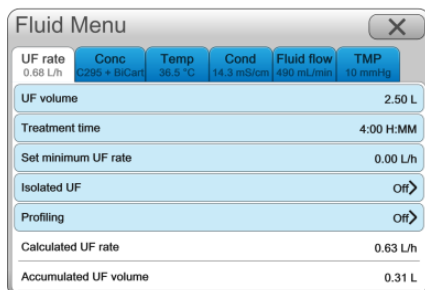 Fluid Menu
UF rate Conc Temp Cond Fluid flow TMP
0.68 L/h C295 + BiCart 36.5 °C 14.3 mS/cm 490 mL/min 10 mmHg
UF volume 2.50 L
Treatment time 4:00 H:MM
Set minimum UF rate 0.00 L/h
Isolated UF Off
Profiling Off
Calculated UF rate 0.63 L/h
Accumulated UF volume 0.31 L